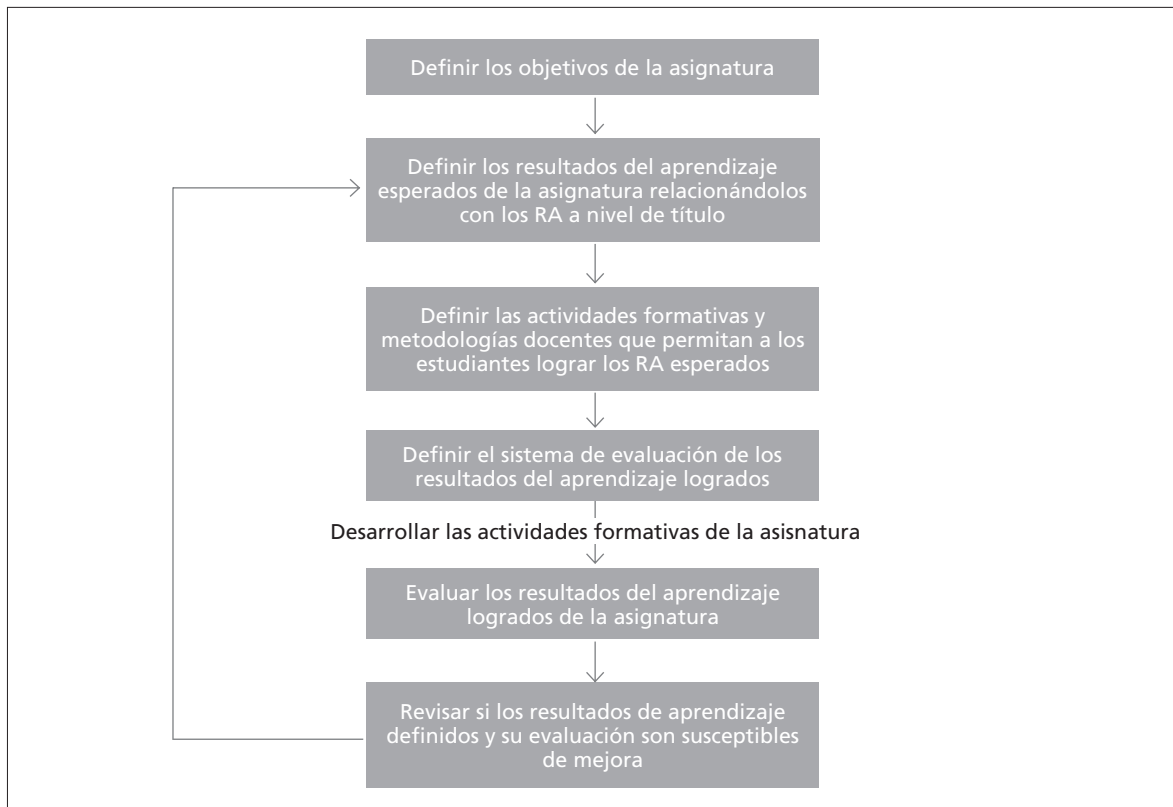 Definir los objetivos de la asignatura
Definir los resultados del aprendizaje
esperados de la asignatura relacionándolos
con los RA a nivel de título
Definir las actividades formativas y
metodologías docentes que permitan a los
estudiantes lograr los RA esperados
Definir el sistema de evaluación de los
resultados del aprendizaje logrados
Desarrollar las actividades formativas de la asisnatura
Evaluar los resultados del aprendizaje
logrados de la asignatura
Revisar si los resultados de aprendizaje
definidos y su evaluación son susceptibles
de mejora